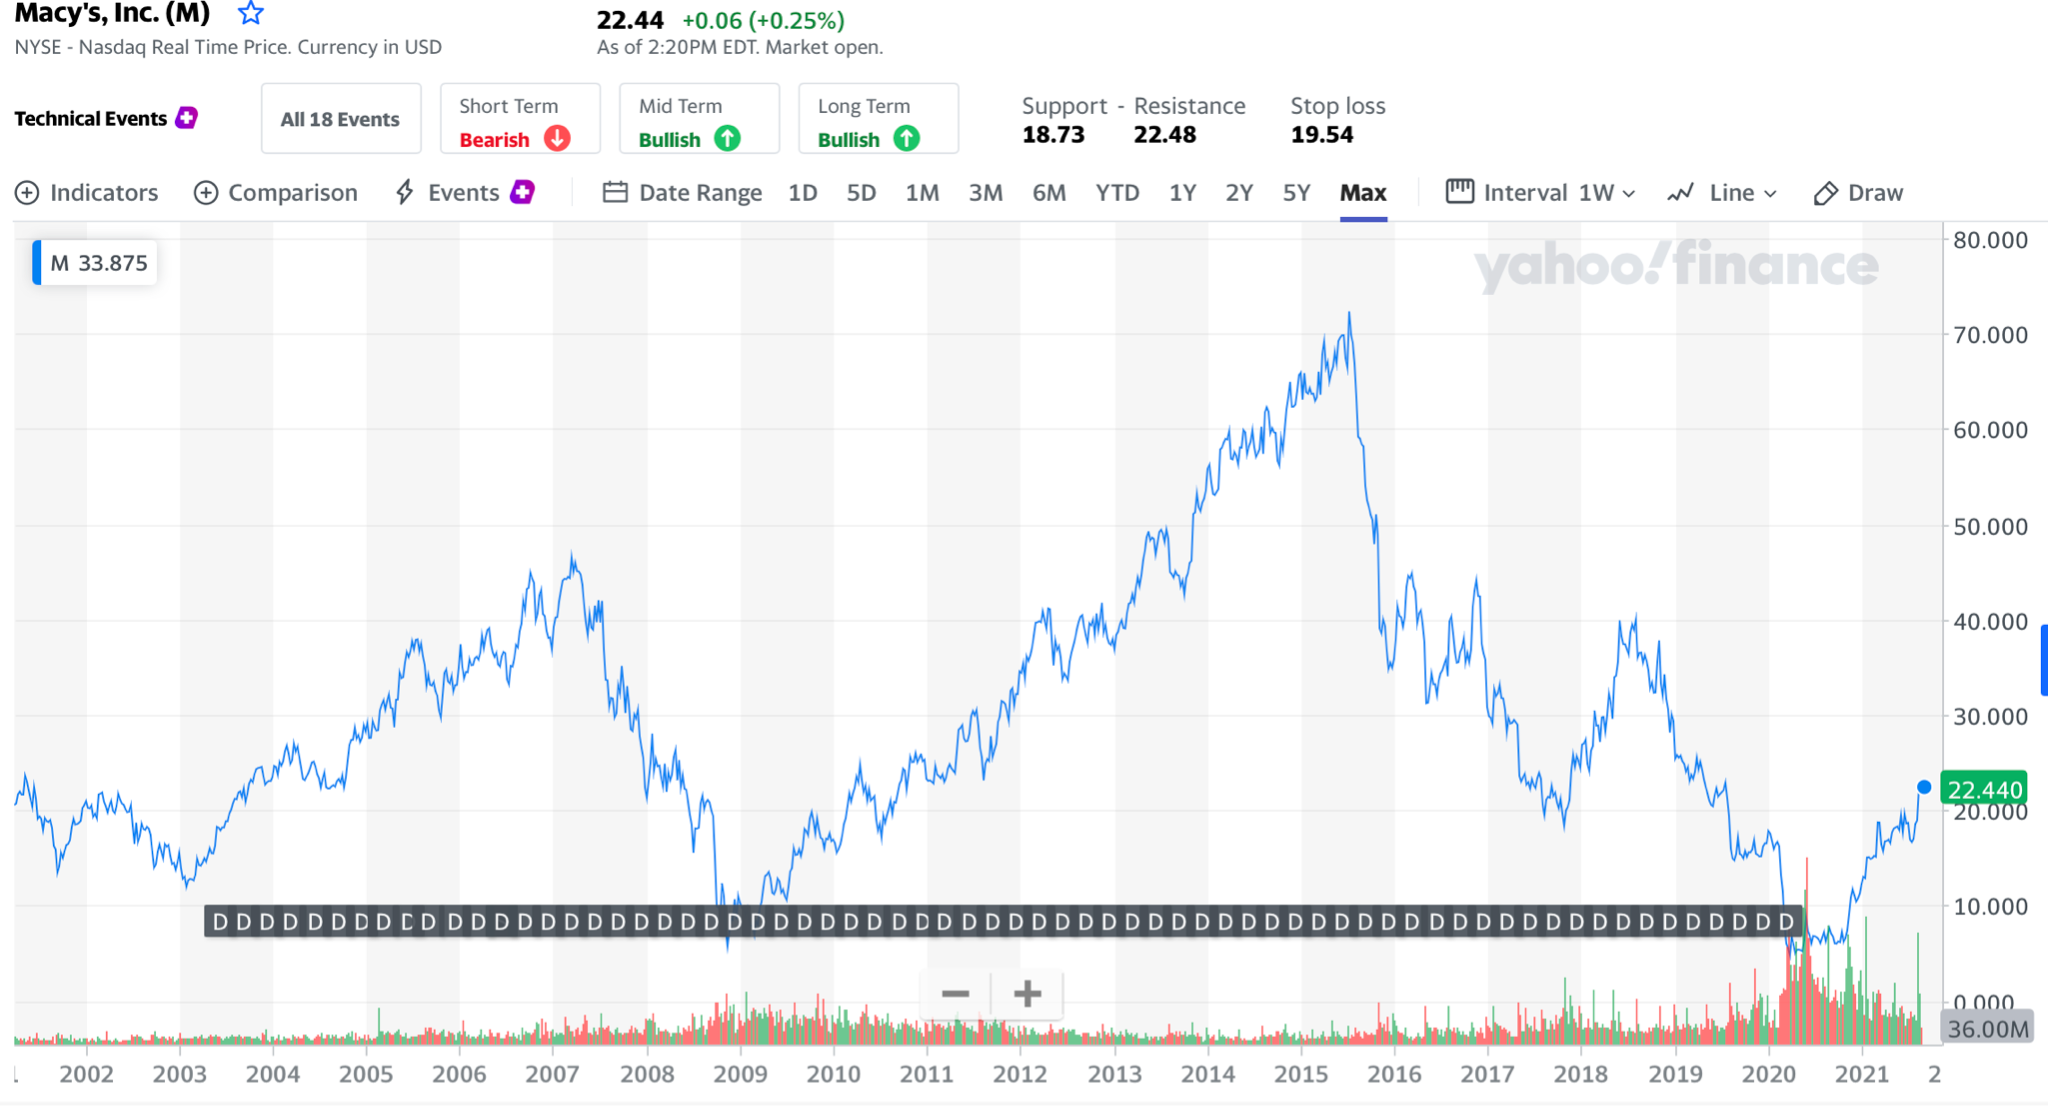 Macy's, Inc. (M)
22.44 +0.06 (+0.25%)
NYSE - Nasdaq Real Time Price. Currency in USD
As of 2:20PM EDT. Market open.
Technical Events
All 18 Events
Short Term
Bearish
Mid Term
Bullish
Long Term
Bullish
Support - Resistance
18.73 22.48
Stop loss
19.54
Indicators Comparison Events Date Range 1D 5D 1M 3M 6M YTD 1Y 2Y 5Y Max Interval 1W Line Draw
M 33.875
yahoo!finance
80.000
70.000
60.000
50.000
40.000
30.000
22.440
20.000
10.000
0.000
36.00M
D D D D D D D D D D D D D D D D D D D D D D D D D D D D D D D D D D D D D D D D D D D D D D D D D D D D D D D D D D D D D D D D D D D D
2002 2003 2004 2005 2006 2007 2008 2009 2010 2011 2012 2013 2014 2015 2016 2017 2018 2019 2020 2021 2